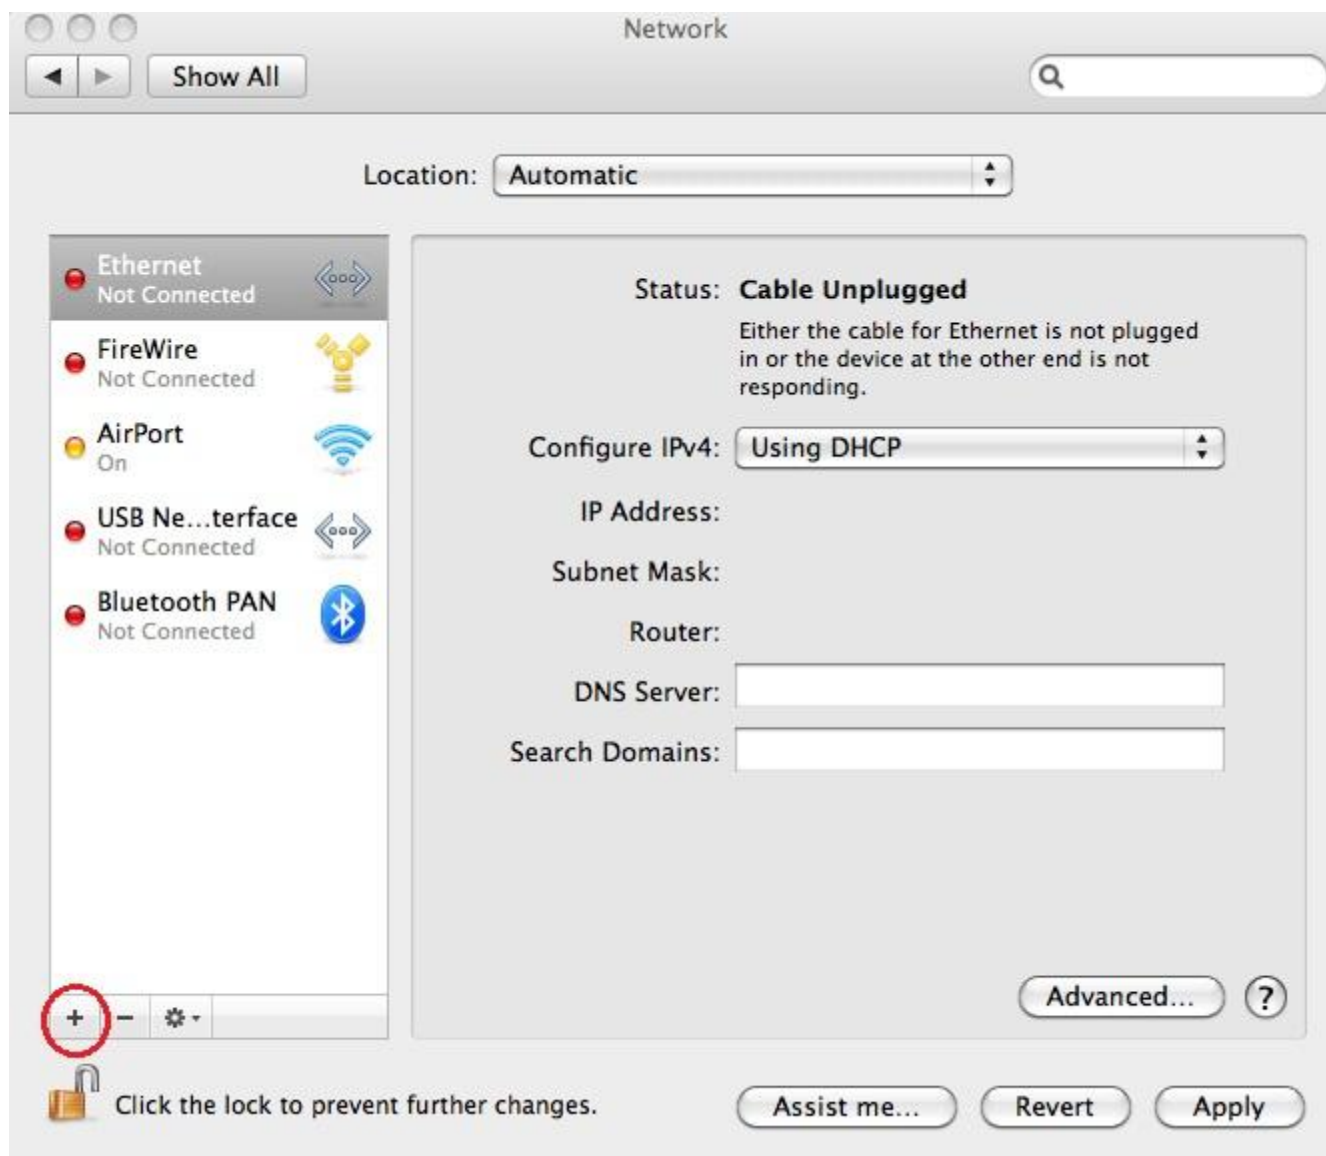 Network
Show All
Location: Automatic
Ethernet
Not Connected
FireWire
Not Connected
AirPort
On
USB Ne...terface
Not Connected
Bluetooth PAN
Not Connected
Status: Cable Unplugged
Either the cable for Ethernet is not plugged
in or the device at the other end is not
responding.
Configure IPv4: Using DHCP
IP Address:
Subnet Mask:
Router:
DNS Server:
Search Domains:
Advanced... ?
+ −
Click the lock to prevent further changes.
Assist me... Revert Apply